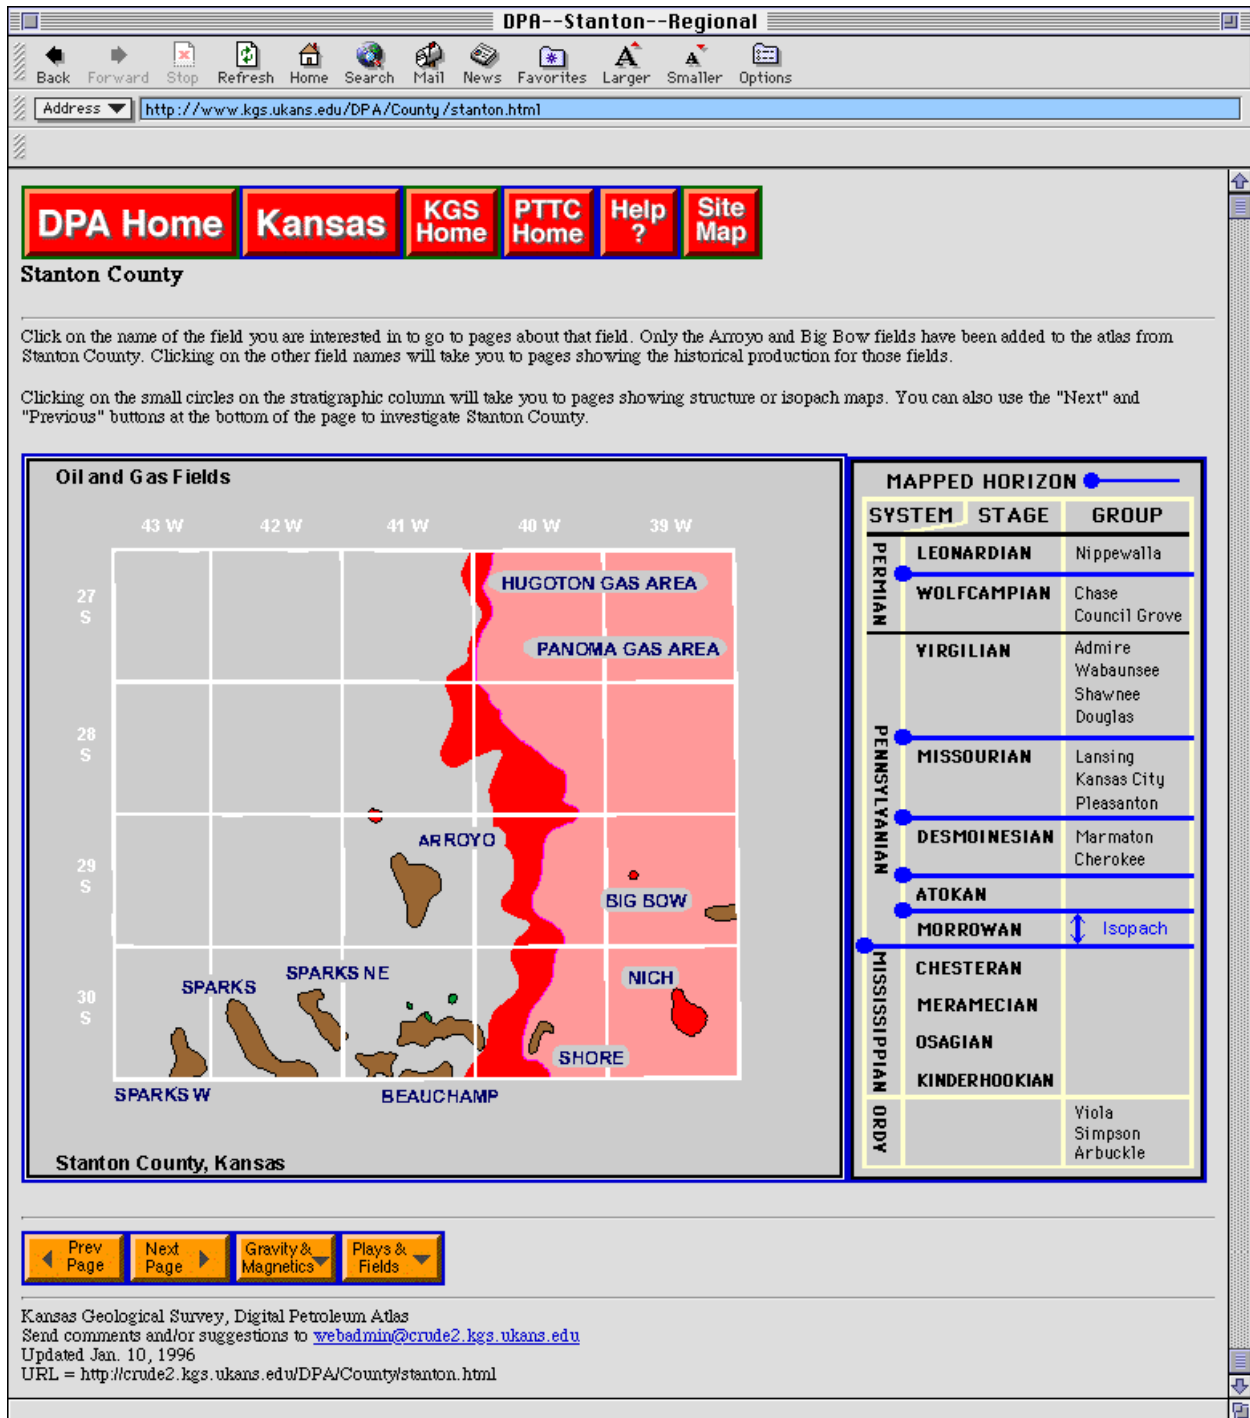 DPA--Stanton--Regional
Back Forward Stop Refresh Home Search Mail News Favorites Larger Smaller Options
Address http://www.kgs.ukans.edu/DPA/County/stanton.html
DPA Home Kansas KGS Home PTTC Home Help ? Site Map
Stanton County
Click on the name of the field you are interested in to go to pages about that field. Only the Arroyo and Big Bow fields have been added to the atlas from
Stanton County. Clicking on the other field names will take you to pages showing the historical production for those fields.
Clicking on the small circles on the stratigraphic column will take you to pages showing structure or isopach maps. You can also use the "Next" and
"Previous" buttons at the bottom of the page to investigate Stanton County.
Oil and Gas Fields
43 W 42 W 41 W 40 W 39 W
27 S
HUGOTON GAS AREA
PANOMA GAS AREA
28 S
ARROYO
29 S
BIG BOW
SPARKS NE
NICH
SPARKS
30 S
SHORE
SPARKS W
BEAUCHAMP
Stanton County, Kansas
MAPPED HORIZON
SYSTEM STAGE GROUP
PERMIAN
LEONARDIAN Nippewalla
WOLFCAMPIAN Chase
Council Grove
PENNSYLVANIAN
VIRGILIAN Admire
Wabaunsee
Shawnee
Douglas
MISSOURIAN Lansing
Kansas City
Pleasanton
DESMOINESIAN Marmaton
Cherokee
ATOKAN
MORROWAN Isopach
MISSISSIPPIAN
CHESTERAN
MERAMECIAN
OSAGIAN
KINDERHOOKIAN
ORDY
Viola
Simpson
Arbuckle
Prev Page Next Page Gravity & Magnetics Plays & Fields
Kansas Geological Survey, Digital Petroleum Atlas
Send comments and/or suggestions to webadmin@crude2.kgs.ukans.edu
Updated Jan. 10, 1996
URL = http://crude2.kgs.ukans.edu/DPA/County/stanton.html